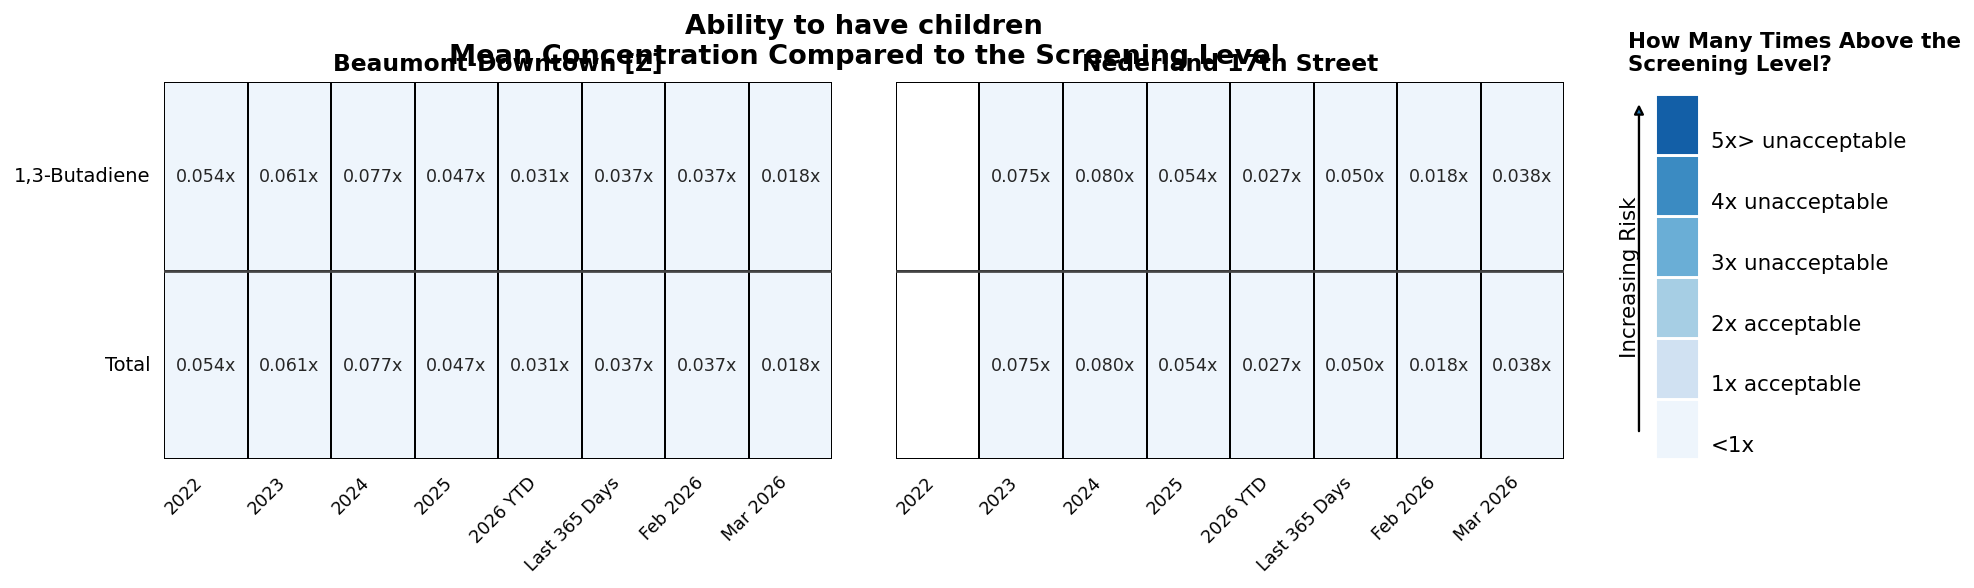 Ability to have children
Mean Concentration Compared to the Screening Level
Beaumont-Downtown [Z]
Nederland 17th Street
How Many Times Above the
Screening Level?
1,3-Butadiene
0.054x 0.061x 0.077x 0.047x 0.031x 0.037x 0.037x 0.018x
0.075x 0.080x 0.054x 0.027x 0.050x 0.018x 0.038x
Total
0.054x 0.061x 0.077x 0.047x 0.031x 0.037x 0.037x 0.018x
0.075x 0.080x 0.054x 0.027x 0.050x 0.018x 0.038x
2022 2023 2024 2025 2026 YTD Last 365 Days Feb 2026 Mar 2026
2022 2023 2024 2025 2026 YTD Last 365 Days Feb 2026 Mar 2026
Increasing Risk
5x> unacceptable
4x unacceptable
3x unacceptable
2x acceptable
1x acceptable
<1x